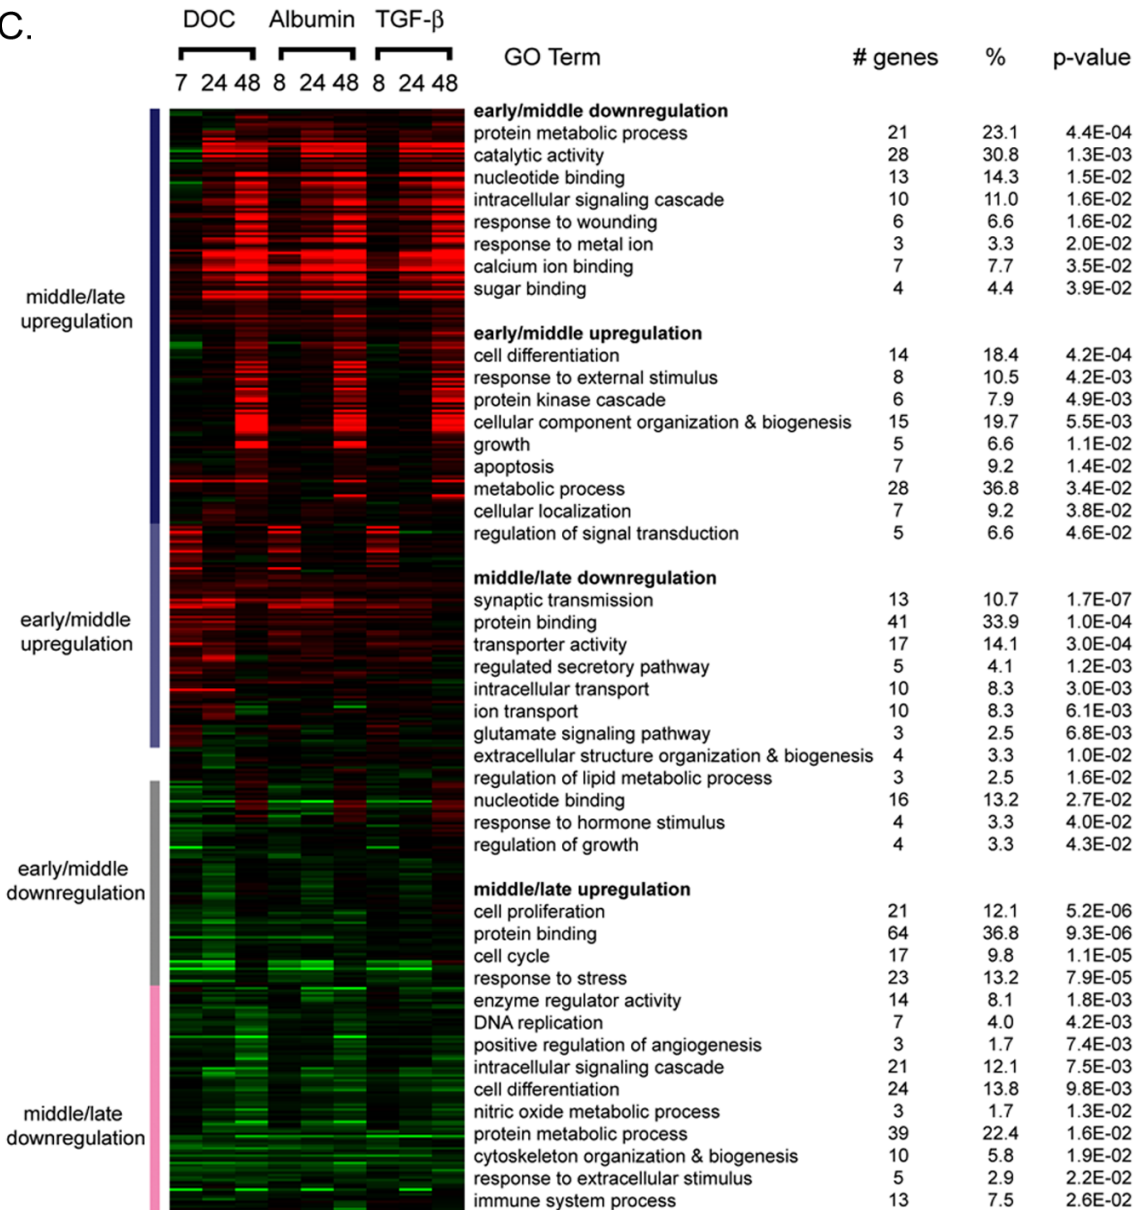 C.
DOC Albumin TGF-β
7 24 48 8 24 48 8 24 48
GO Term # genes % p-value
early/middle downregulation
protein metabolic process 21 23.1 4.4E-04
catalytic activity 28 30.8 1.3E-03
nucleotide binding 13 14.3 1.5E-02
intracellular signaling cascade 10 11.0 1.6E-02
response to wounding 6 6.6 1.6E-02
response to metal ion 3 3.3 2.0E-02
calcium ion binding 7 7.7 3.5E-02
sugar binding 4 4.4 3.9E-02
middle/late
upregulation
early/middle upregulation
cell differentiation 14 18.4 4.2E-04
response to external stimulus 8 10.5 4.2E-03
protein kinase cascade 6 7.9 4.9E-03
cellular component organization & biogenesis 15 19.7 5.5E-03
growth 5 6.6 1.1E-02
apoptosis 7 9.2 1.4E-02
metabolic process 28 36.8 3.4E-02
cellular localization 7 9.2 3.8E-02
regulation of signal transduction 5 6.6 4.6E-02
early/middle
upregulation
middle/late downregulation
synaptic transmission 13 10.7 1.7E-07
protein binding 41 33.9 1.0E-04
transporter activity 17 14.1 3.0E-04
regulated secretory pathway 5 4.1 1.2E-03
intracellular transport 10 8.3 3.0E-03
ion transport 10 8.3 6.1E-03
glutamate signaling pathway 3 2.5 6.8E-03
extracellular structure organization & biogenesis 4 3.3 1.0E-02
regulation of lipid metabolic process 3 2.5 1.6E-02
nucleotide binding 16 13.2 2.7E-02
response to hormone stimulus 4 3.3 4.0E-02
regulation of growth 4 3.3 4.3E-02
early/middle
downregulation
middle/late upregulation
cell proliferation 21 12.1 5.2E-06
protein binding 64 36.8 9.3E-06
cell cycle 17 9.8 1.1E-05
response to stress 23 13.2 7.9E-05
enzyme regulator activity 14 8.1 1.8E-03
DNA replication 7 4.0 4.2E-03
positive regulation of angiogenesis 3 1.7 7.4E-03
intracellular signaling cascade 21 12.1 7.5E-03
cell differentiation 24 13.8 9.8E-03
nitric oxide metabolic process 3 1.7 1.3E-02
protein metabolic process 39 22.4 1.6E-02
cytoskeleton organization & biogenesis 10 5.8 1.9E-02
response to extracellular stimulus 5 2.9 2.2E-02
immune system process 13 7.5 2.6E-02
middle/late
downregulation